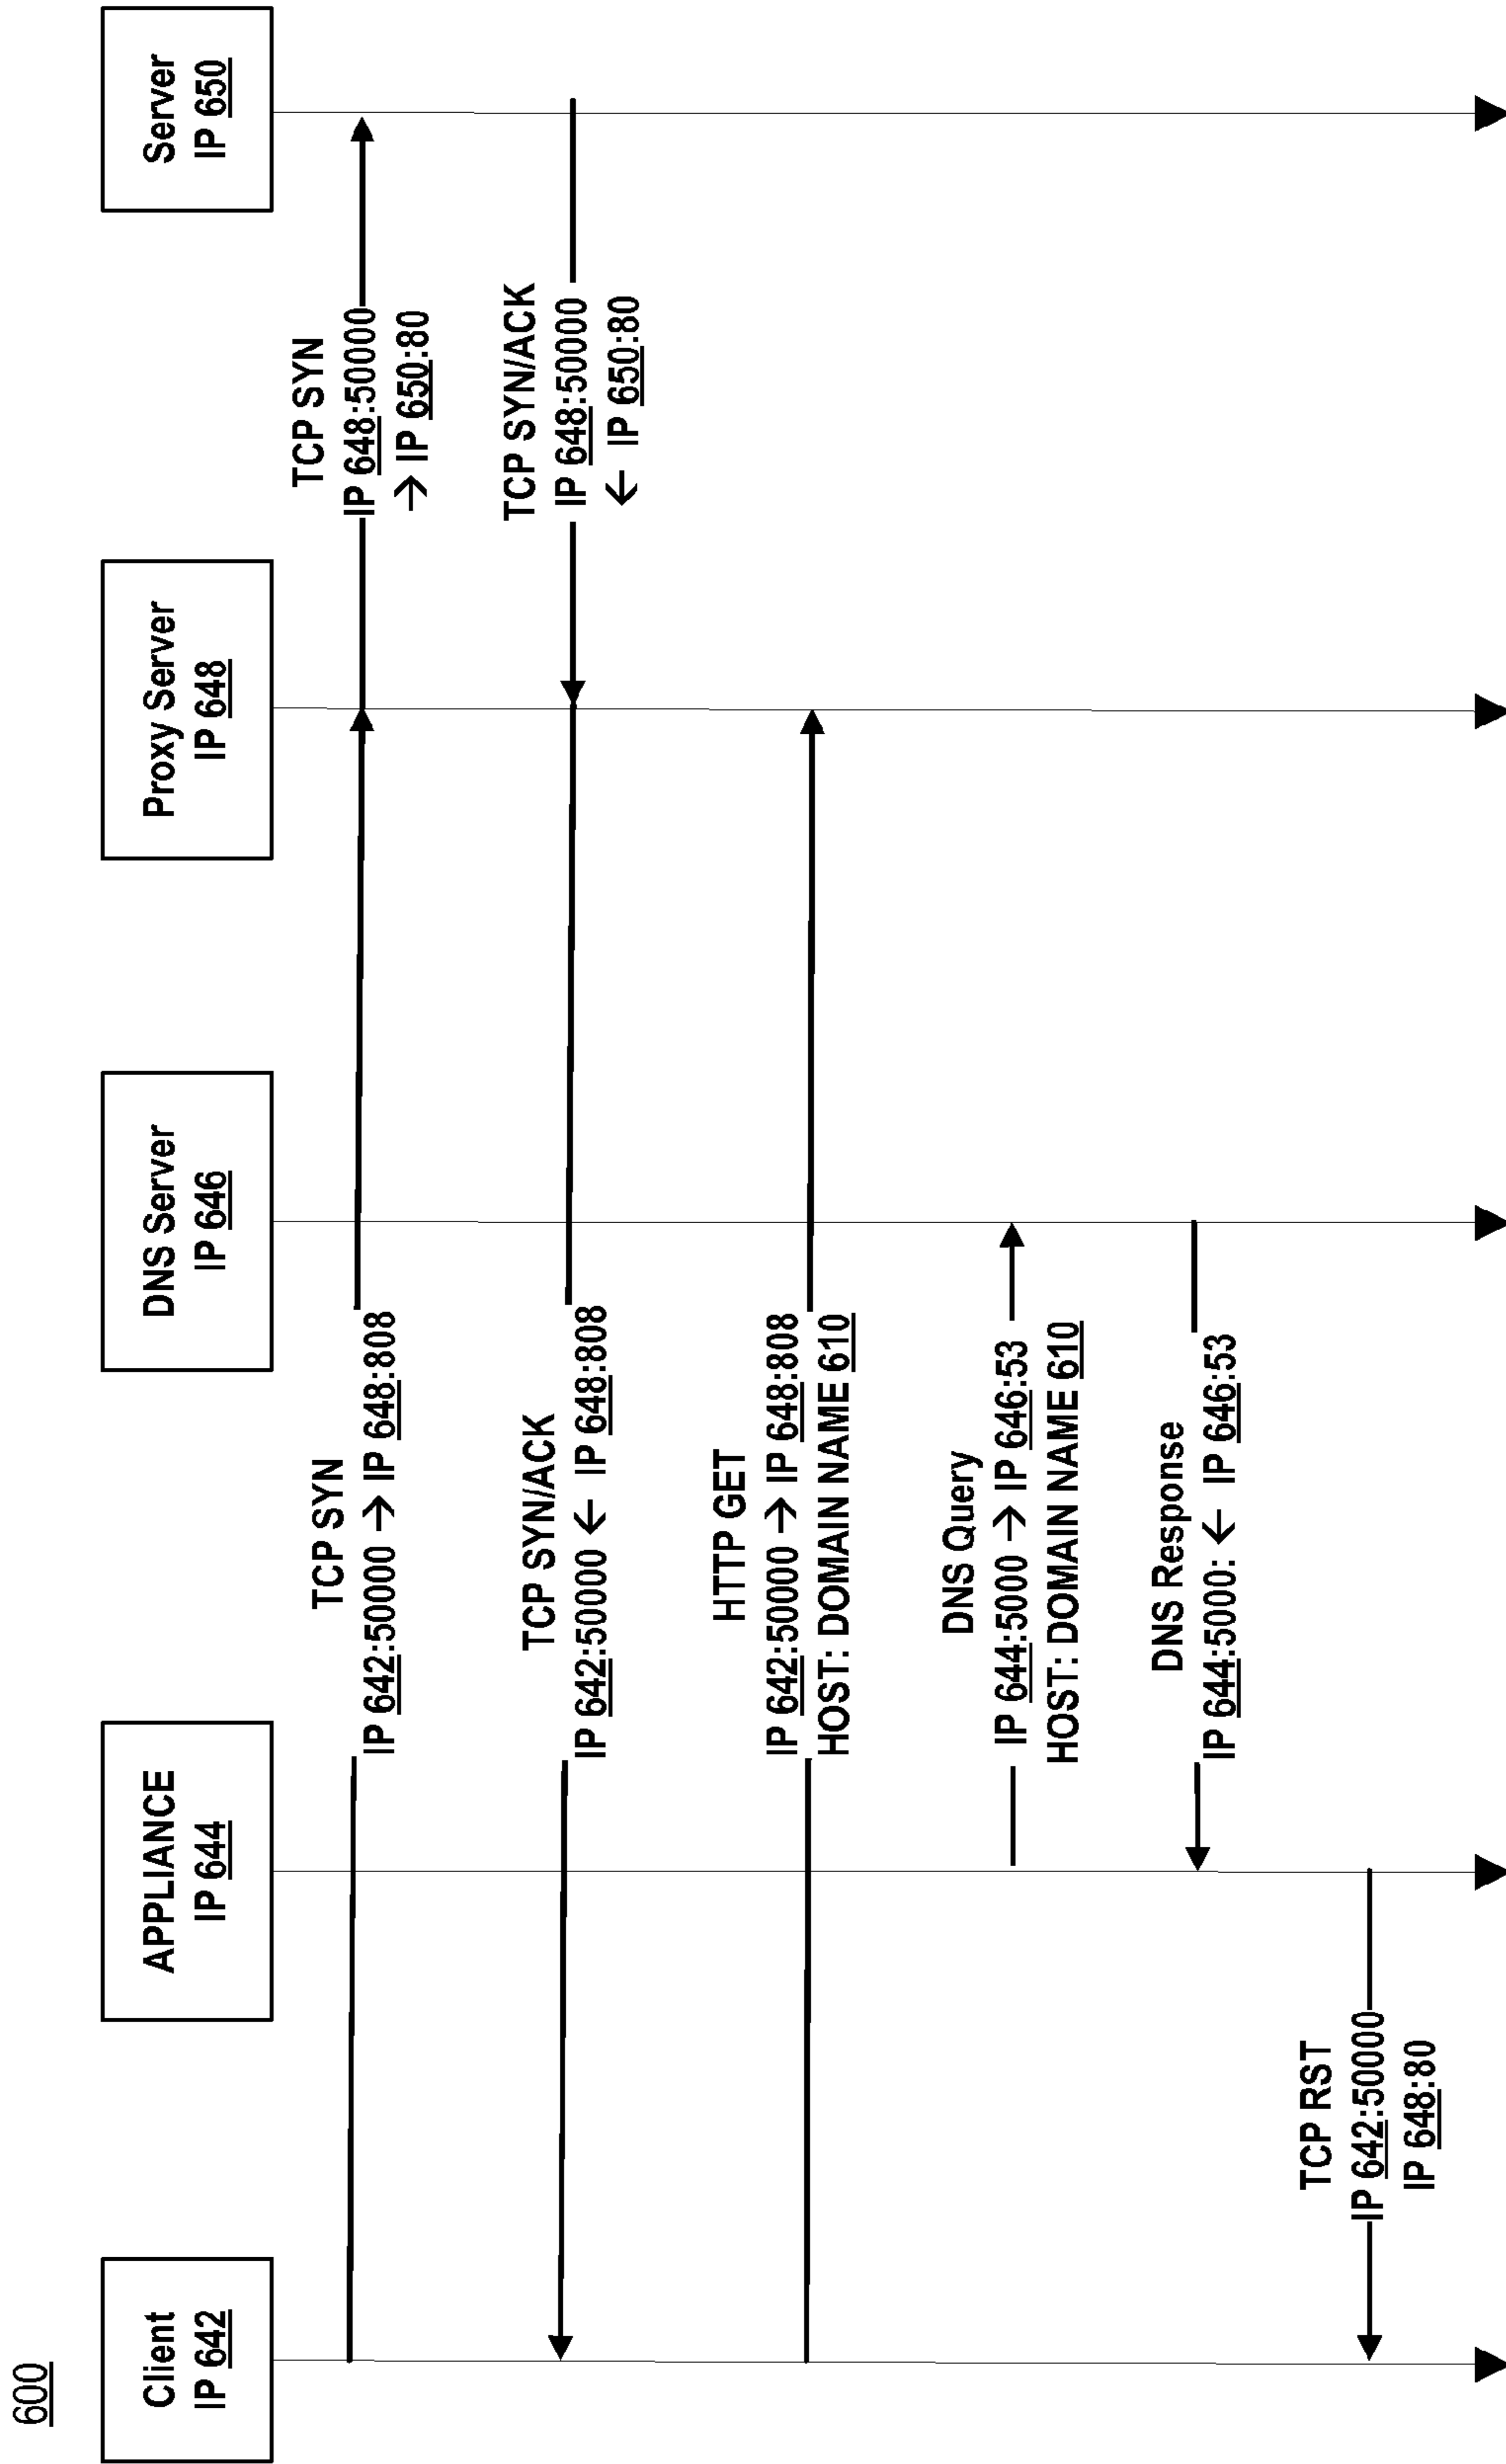 600
Client
IP 642
APPLIANCE
IP 644
DNS Server
IP 646
Proxy Server
IP 648
Server
IP 650
TCP SYN
IP 642:50000 → IP 648:808
TCP SYN
IP 648:50000
→ IP 650:80
TCP SYN/ACK
IP 642:50000 ← IP 648:808
TCP SYN/ACK
IP 648:50000
← IP 650:80
HTTP GET
IP 642:50000 → IP 648:808
HOST: DOMAIN NAME 610
DNS Query
IP 644:5000 → IP 646:53
HOST: DOMAIN NAME 610
DNS Response
IP 644:5000: ← IP 646:53
TCP RST
IP 642:50000
IP 648:80